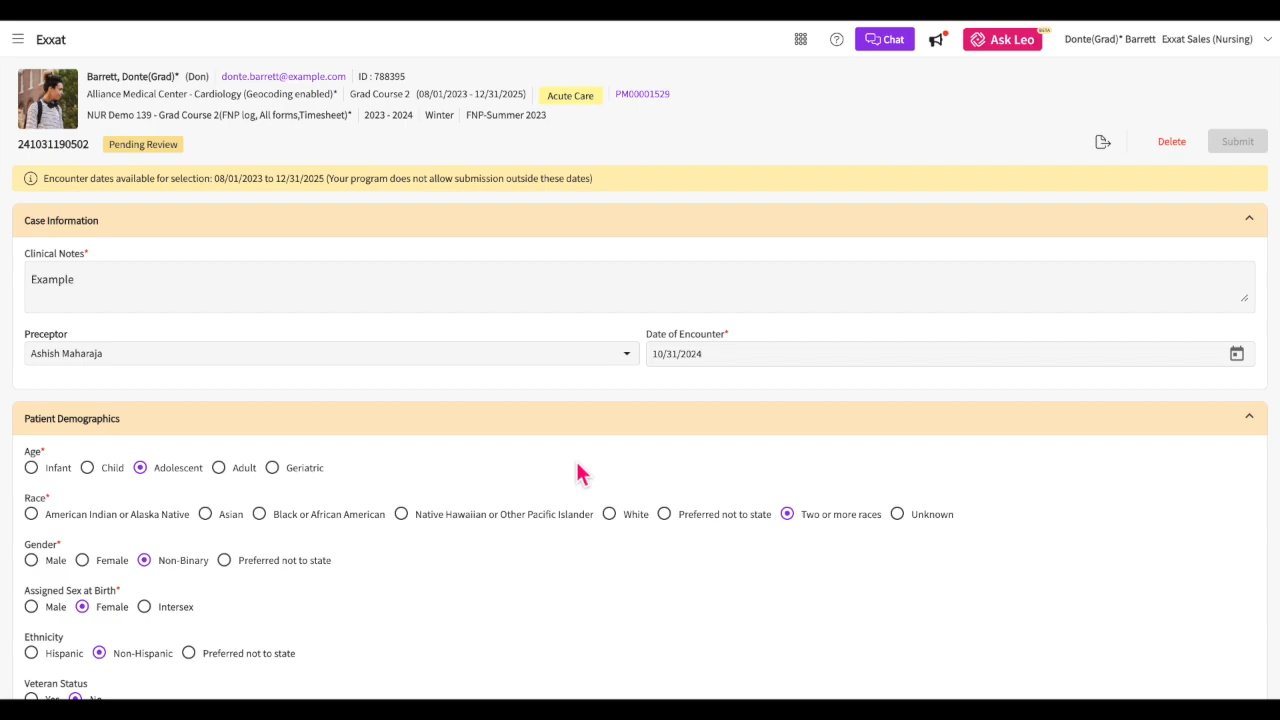 Exxat
Chat
Ask Leo
BETA
Donte(Grad)* Barrett Exxat Sales (Nursing)
Barrett, Donte(Grad)* (Don) donte.barrett@example.com ID : 788395
Alliance Medical Center - Cardiology (Geocoding enabled)* Grad Course 2 (08/01/2023 - 12/31/2025) Acute Care PM00001529
NUR Demo 139 - Grad Course 2(FNP log, All forms,Timesheet)* 2023 - 2024 Winter FNP-Summer 2023
241031190502 Pending Review Delete Submit
Encounter dates available for selection: 08/01/2023 to 12/31/2025 (Your program does not allow submission outside these dates)
Case Information
Clinical Notes*
Example
Preceptor Date of Encounter*
Ashish Maharaja 10/31/2024
Patient Demographics
Age*
Infant Child Adolescent Adult Geriatric
Race*
American Indian or Alaska Native Asian Black or African American Native Hawaiian or Other Pacific Islander White Preferred not to state Two or more races Unknown
Gender*
Male Female Non-Binary Preferred not to state
Assigned Sex at Birth*
Male Female Intersex
Ethnicity
Hispanic Non-Hispanic Preferred not to state
Veteran Status
Yes No